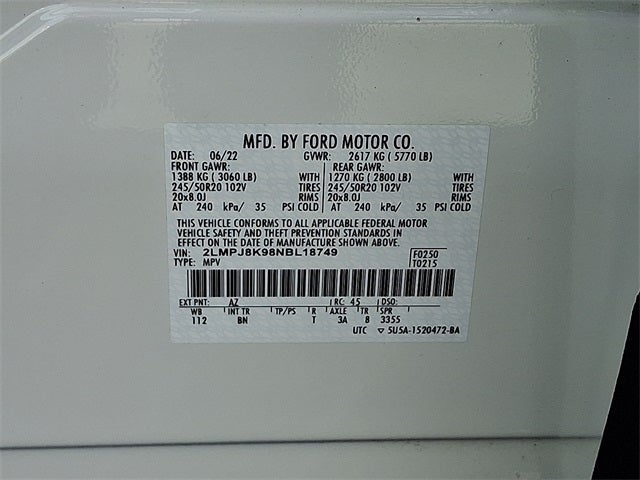 MFD. BY FORD MOTOR CO.
DATE: 06/22 GVWR: 2617 KG ( 5770 LB)
FRONT GAWR: REAR GAWR:
1388 KG ( 3060 LB) WITH 1270 KG ( 2800 LB) WITH
245/50R20 102V TIRES 245/50R20 102V TIRES
20x8.0J RIMS 20x8.0J RIMS
AT 240 kPa/ 35 PSI COLD AT 240 kPa/ 35 PSI COLD
THIS VEHICLE CONFORMS TO ALL APPLICABLE FEDERAL MOTOR
VEHICLE SAFETY AND THEFT PREVENTION STANDARDS IN
EFFECT ON THE DATE OF MANUFACTURE SHOWN ABOVE.
VIN: 2LMPJ8K98NBL18749 F0250
TYPE: MPV T0215
EXT PNT: AZ RC: 45 DSO:
WB INT TR TP/PS R AXLE TR SPR
112 BN T 3A 8 3355
UTC 5U5A-1520472-BA